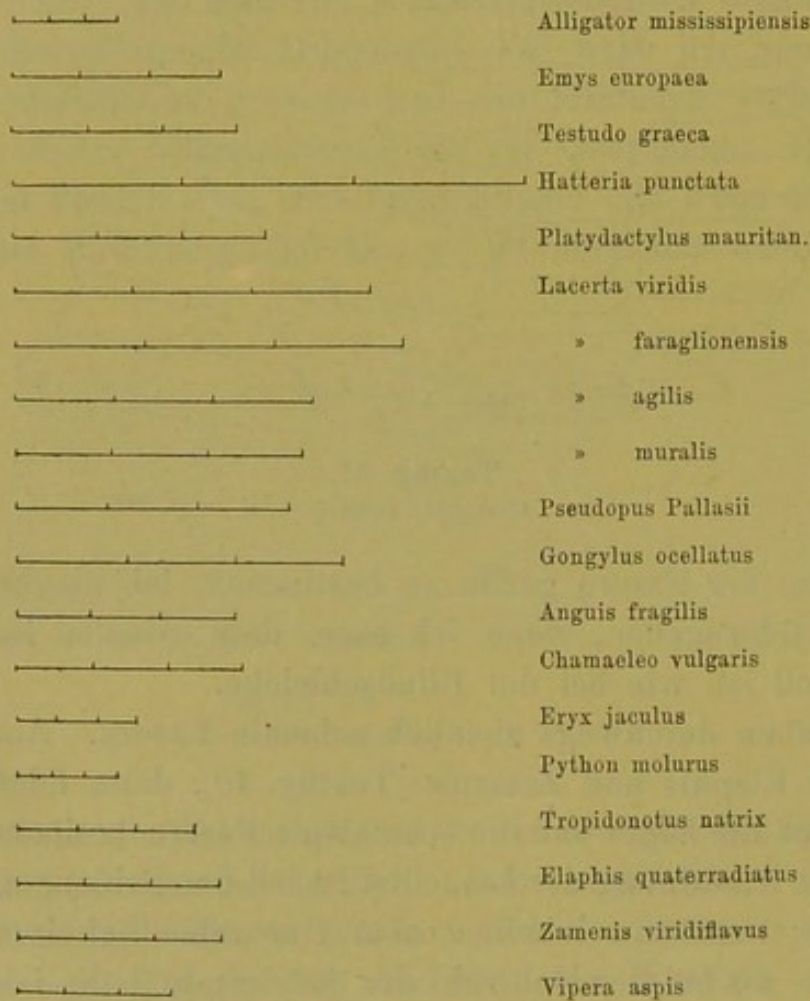 Alligator mississipiensis
Emys europaea
Testudo graeca
Hatteria punctata
Platydactylus mauritan.
Lacerta viridis
» faraglionensis
» agilis
» muralis
Pseudopus Pallasii
Gongylus ocellatus
Anguis fragilis
Chamaeleo vulgaris
Eryx jaculus
Python molurus
Tropidonotus natrix
Elaphis quaterradiatus
Zamenis viridiflavus
Vipera aspis